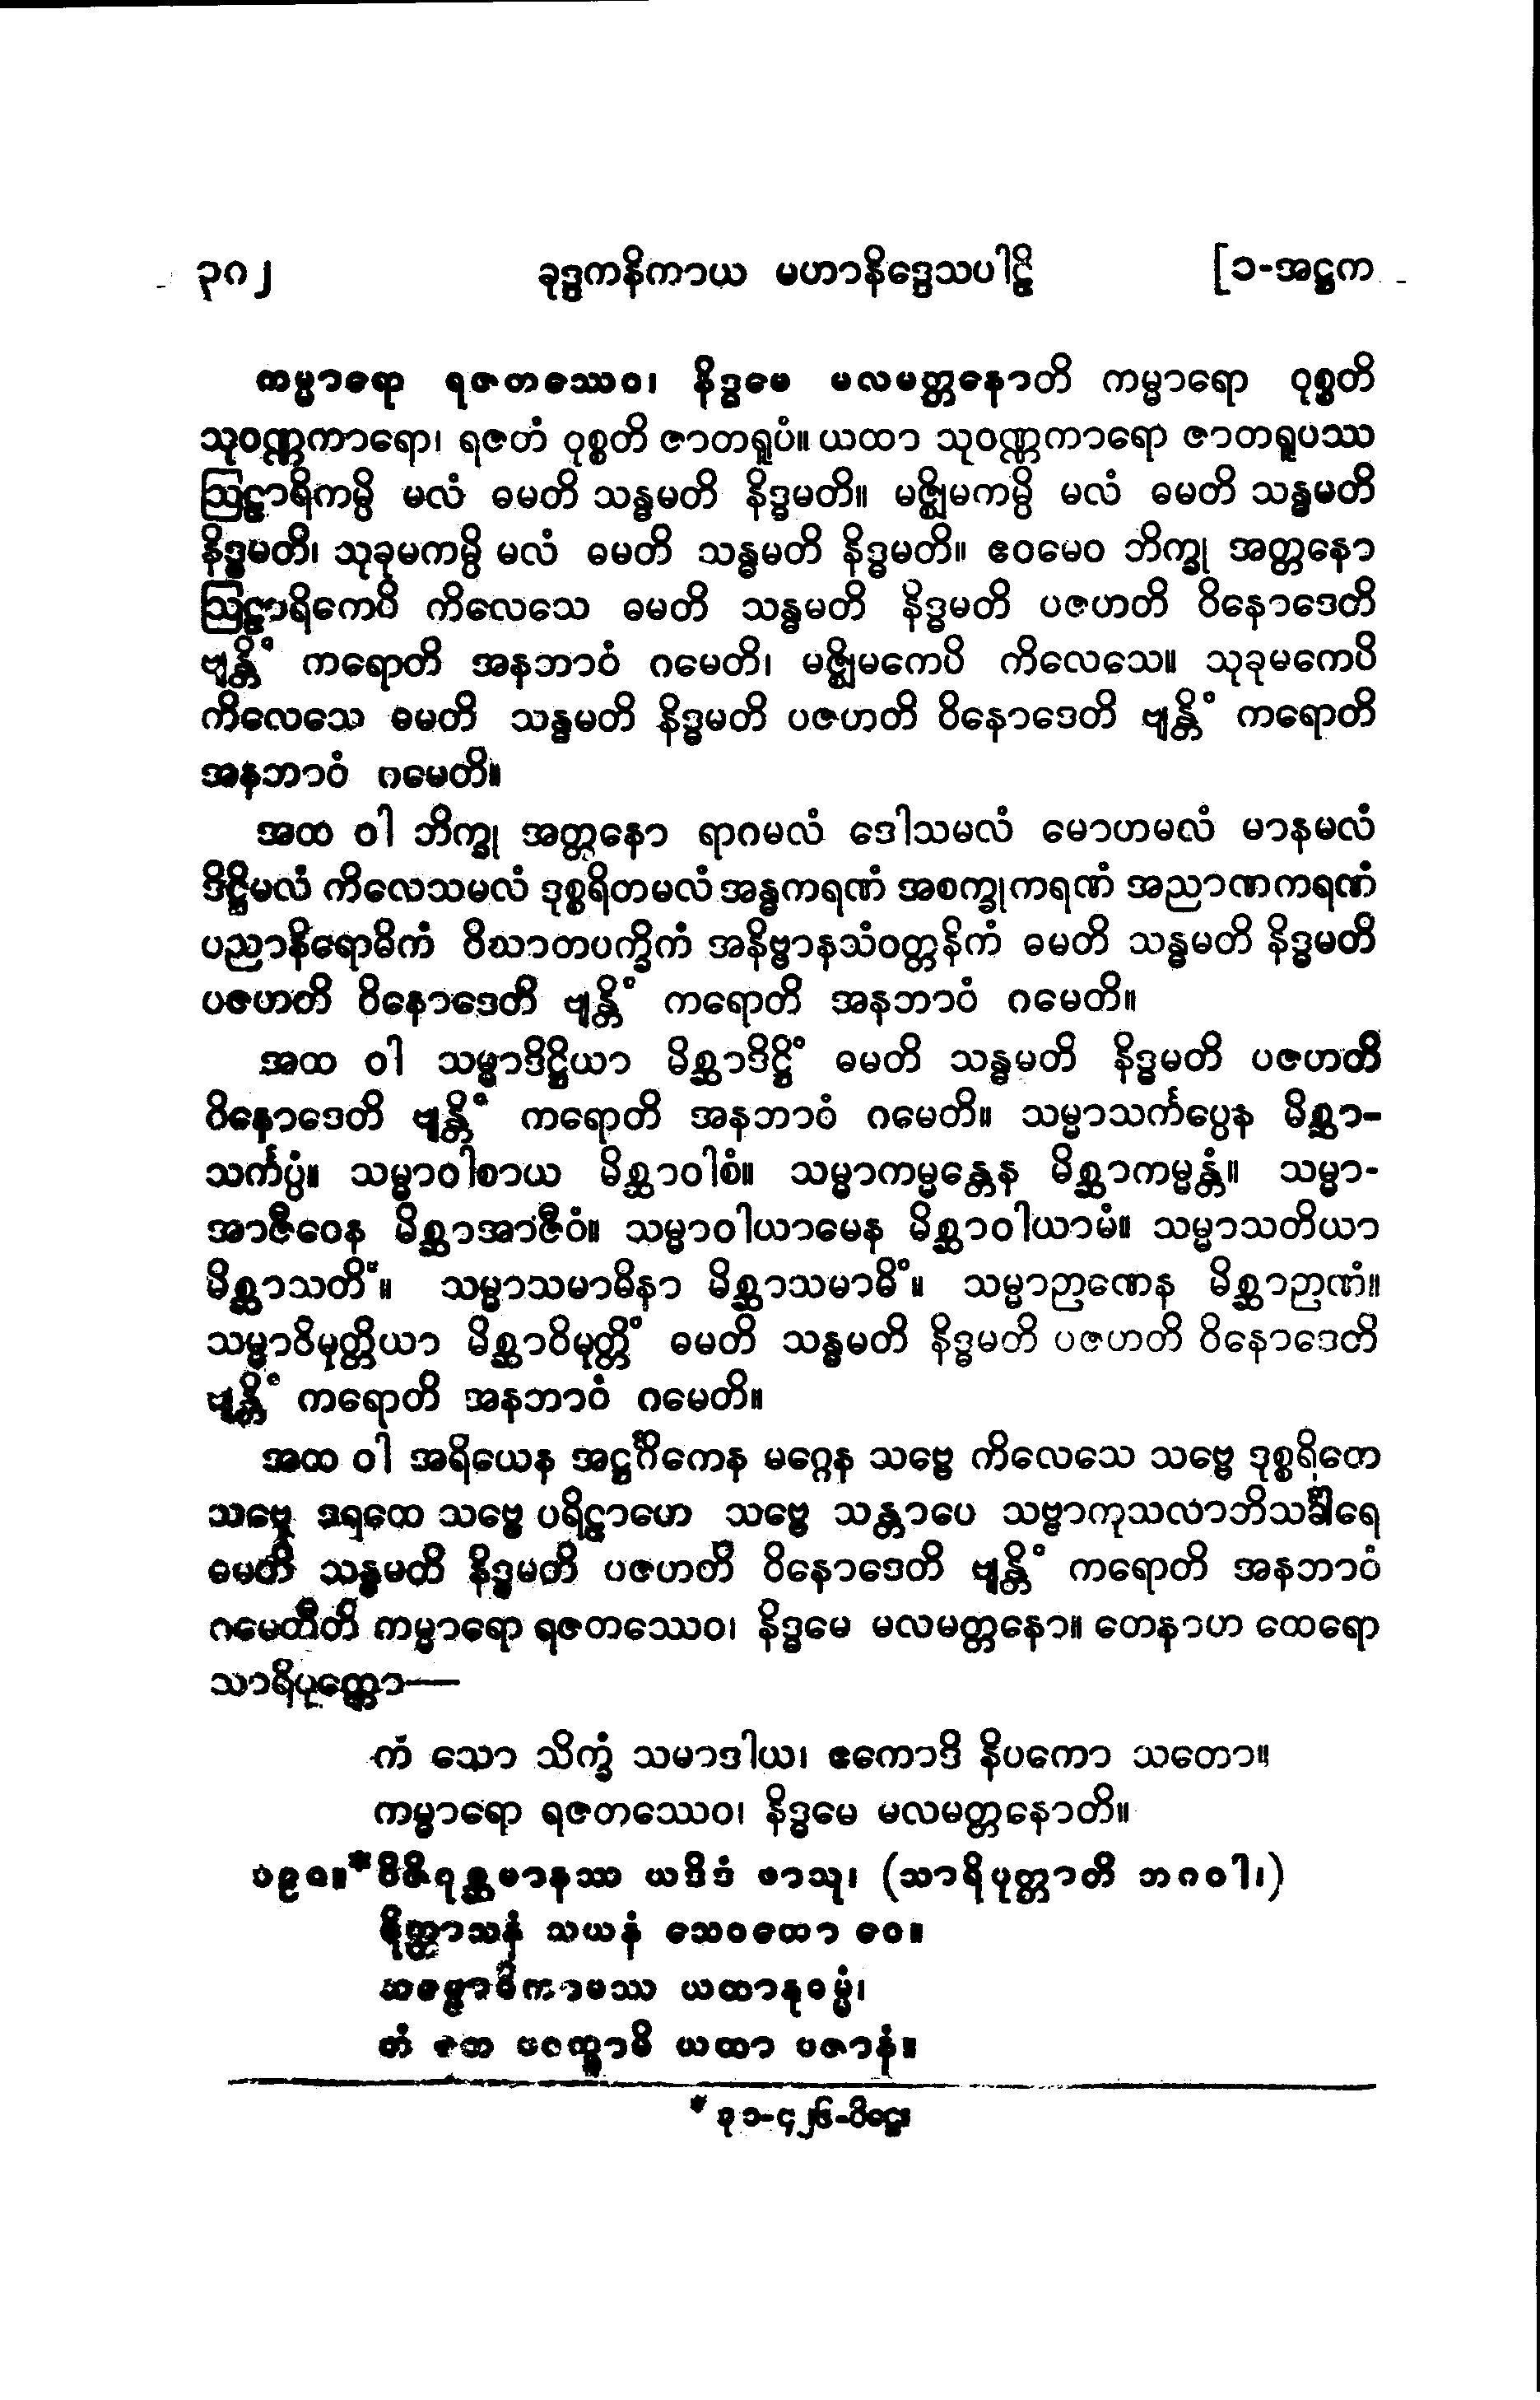 ၃၈၂ ခုဒ္ဒကနိကာယ မဟာနိဒ္ဒေသပါဠိ [၁-အဋ္ဌက
ကမ္မာရော ရဇတဿေဝ၊ နိဒ္ဓမေ မလမတ္တနောတိ ကမ္မာရော ဝုစ္စတိ
သုဝဏ္ဏကာရော၊ ရဇတံ ဝုစ္စတိ ဇာတရူပံ။ ယထာ သုဝဏ္ဏကာရော ဇာတရူပဿ
ဩဠာရိကမ္ပိ မလံ ဓမတိ သန္ဓမတိ နိဒ္ဓမတိ။ မဇ္ဈိမကမ္ပိ မလံ ဓမတိ သန္ဓမတိ
နိဒ္ဓမတိ၊ သုခုမကမ္ပိ မလံ ဓမတိ သန္ဓမတိ နိဒ္ဓမတိ။ ဧဝမေဝ ဘိက္ခု အတ္တနော
ဩဠာရိကေပိ ကိလေသေ ဓမတိ သန္ဓမတိ နိဒ္ဓမတိ ပဇဟတိ ဝိနောဒေတိ
ဗျန္တိံ ကရောတိ အနဘာဝံ ဂမေတိ၊ မဇ္ဈိမကေပိ ကိလေသေ။ သုခုမကေပိ
ကိလေသေ ဓမတိ သန္ဓမတိ နိဒ္ဓမတိ ပဇဟတိ ဝိနောဒေတိ ဗျန္တိံ ကရောတိ
အနဘာဝံ ဂမေတိ။
အထ ဝါ ဘိက္ခု အတ္တနော ရာဂမလံ ဒေါသမလံ မောဟမလံ မာနမလံ
ဒိဋ္ဌိမလံ ကိလေသမလံ ဒုစ္စရိတမလံ အန္ဓကရဏံ အစက္ခုကရဏံ အညာဏကရဏံ
ပညာနိရောဓိကံ ဝိဃာတပက္ခိကံ အနိဗ္ဗာနသံဝတ္တနိကံ ဓမတိ သန္ဓမတိ နိဒ္ဓမတိ
ပဇဟတိ ဝိနောဒေတိ ဗျန္တိံ ကရောတိ အနဘာဝံ ဂမေတိ။
အထ ဝါ သမ္မာဒိဋ္ဌိယာ မိစ္ဆာဒိဋ္ဌိံ ဓမတိ သန္ဓမတိ နိဒ္ဓမတိ ပဇဟတိ
ဝိနောဒေတိ ဗျန္တိံ ကရောတိ အနဘာဝံ ဂမေတိ။ သမ္မာသင်္ကပ္ပေန မိစ္ဆာ-
သင်္ကပ္ပံ။ သမ္မာဝါစာယ မိစ္ဆာဝါစံ။ သမ္မာကမ္မန္တေန မိစ္ဆာကမ္မန္တံ။ သမ္မာ-
အာဇီဝေန မိစ္ဆာအာဇီဝံ။ သမ္မာဝါယာမေန မိစ္ဆာဝါယာမံ။ သမ္မာသတိယာ
မိစ္ဆာသတိံ။ သမ္မာသမာဓိနာ မိစ္ဆာသမာဓိံ။ သမ္မာဉာဏေန မိစ္ဆာဉာဏံ။
သမ္မာဝိမုတ္တိယာ မိစ္ဆာဝိမုတ္တိံ ဓမတိ သန္ဓမတိ နိဒ္ဓမတိ ပဇဟတိ ဝိနောဒေတိ
ဗျန္တိံ ကရောတိ အနဘာဝံ ဂမေတိ။
အထ ဝါ အရိယေန အဋ္ဌင်္ဂိကေန မဂ္ဂေန သဗ္ဗေ ကိလေသေ သဗ္ဗေ ဒုစ္စရိတေ
သဗ္ဗေ ဒရထေ သဗ္ဗေ ပရိဠာဟေ သဗ္ဗေ သန္တာပေ သဗ္ဗာကုသလာဘိသင်္ခါရေ
ဓမတိ သန္ဓမတိ နိဒ္ဓမတိ ပဇဟတိ ဝိနောဒေတိ ဗျန္တိံ ကရောတိ အနဘာဝံ
ဂမေတီတိ ကမ္မာရော ရဇတဿေဝ၊ နိဒ္ဓမေ မလမတ္တနော။ တေနာဟ ထေရော
သာရိပုတ္တော—
ကံ သော သိက္ခံ သမာဒါယ၊ ဧကောဒိ နိပကော သတော။
ကမ္မာရော ရဇတဿေဝ၊ နိဒ္ဓမေ မလမတ္တနောတိ။
*ဝိဇိဂုစ္ဆမာနဿ ယဒိဒံ ဖာသု၊ (သာရိပုတ္တာတိ ဘဂဝါ၊)
ရိတ္တာသနံ သယနံ သေဝတော ဝေ။
သမ္ဗောဓိကာမဿ ယထာနုဓမ္မံ၊
တံ တေ ပဝက္ခာမိ ယထာ ပဇာနံ။
* ခု ၁-၄၂၆-ပိဋ္ဌေ။